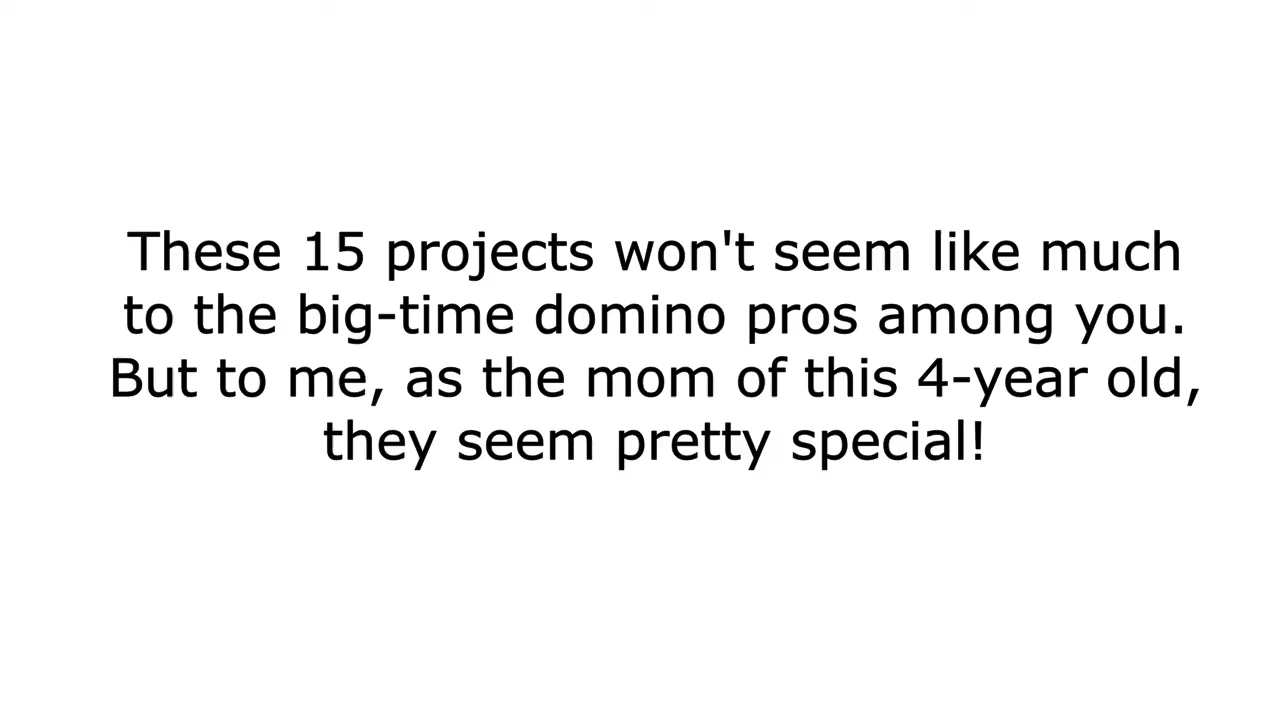 These 15 projects won't seem like much
to the big-time domino pros among you.
But to me, as the mom of this 4-year old,
they seem pretty special!